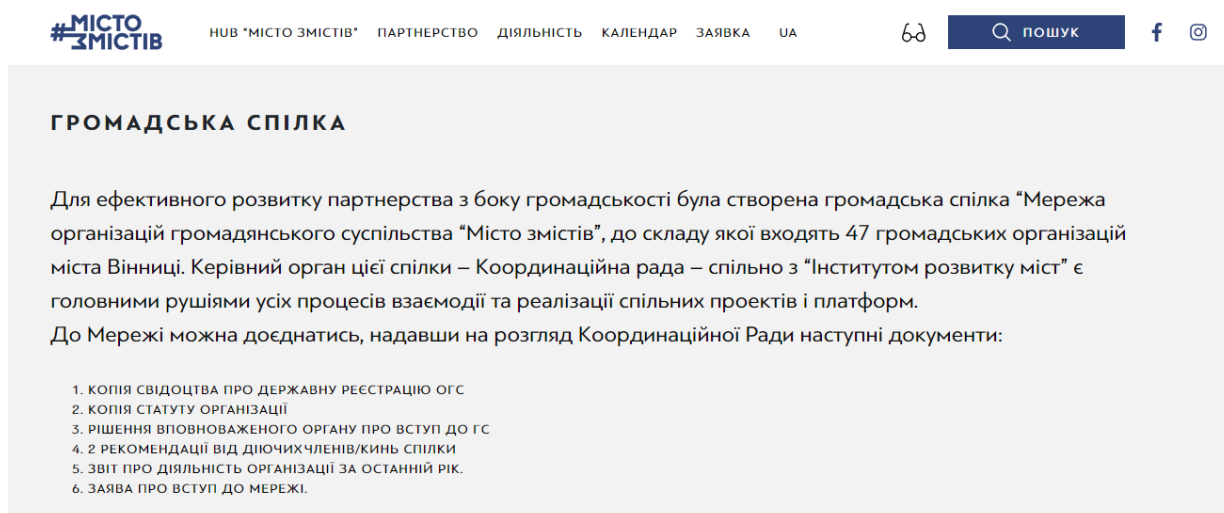 #МІСТО
ЗМІСТІВ
HUB "МІСТО ЗМІСТІВ" ПАРТНЕРСТВО ДІЯЛЬНІСТЬ КАЛЕНДАР ЗАЯВКА UA
ПОШУК
ГРОМАДСЬКА СПІЛКА
Для ефективного розвитку партнерства з боку громадськості була створена громадська спілка “Мережа
організацій громадянського суспільства “Місто змістів”, до складу якої входять 47 громадських організацій
міста Вінниці. Керівний орган цієї спілки – Координаційна рада – спільно з “Інститутом розвитку міст” є
головними рушіями усіх процесів взаємодії та реалізації спільних проектів і платформ.
До Мережі можна доєднатись, надавши на розгляд Координаційної Ради наступні документи:
1. КОПІЯ СВІДОЦТВА ПРО ДЕРЖАВНУ РЕЄСТРАЦІЮ ОГС
2. КОПІЯ СТАТУТУ ОРГАНІЗАЦІЇ
3. РІШЕННЯ ВПОВНОВАЖЕНОГО ОРГАНУ ПРО ВСТУП ДО ГС
4. 2 РЕКОМЕНДАЦІЇ ВІД ДІЮЧИХЧЛЕНІВ/КИНЬ СПІЛКИ
5. ЗВІТ ПРО ДІЯЛЬНІСТЬ ОРГАНІЗАЦІЇ ЗА ОСТАННІЙ РІК.
6. ЗАЯВА ПРО ВСТУП ДО МЕРЕЖІ.